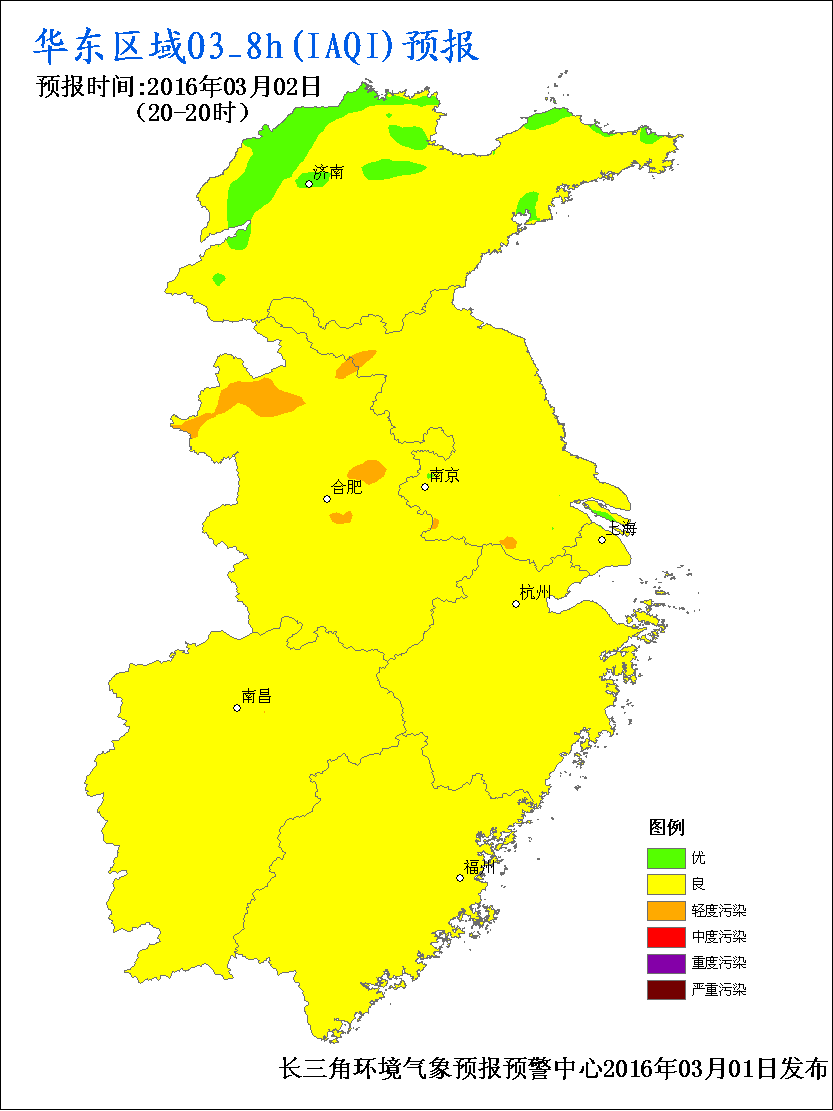 华东区域O3_8h(IAQI)预报
预报时间:2016年03月02日
(20-20时)
济南
南京
合肥
上海
杭州
南昌
福州
图例
优
良
轻度污染
中度污染
重度污染
严重污染
长三角环境气象预报预警中心2016年03月01日发布